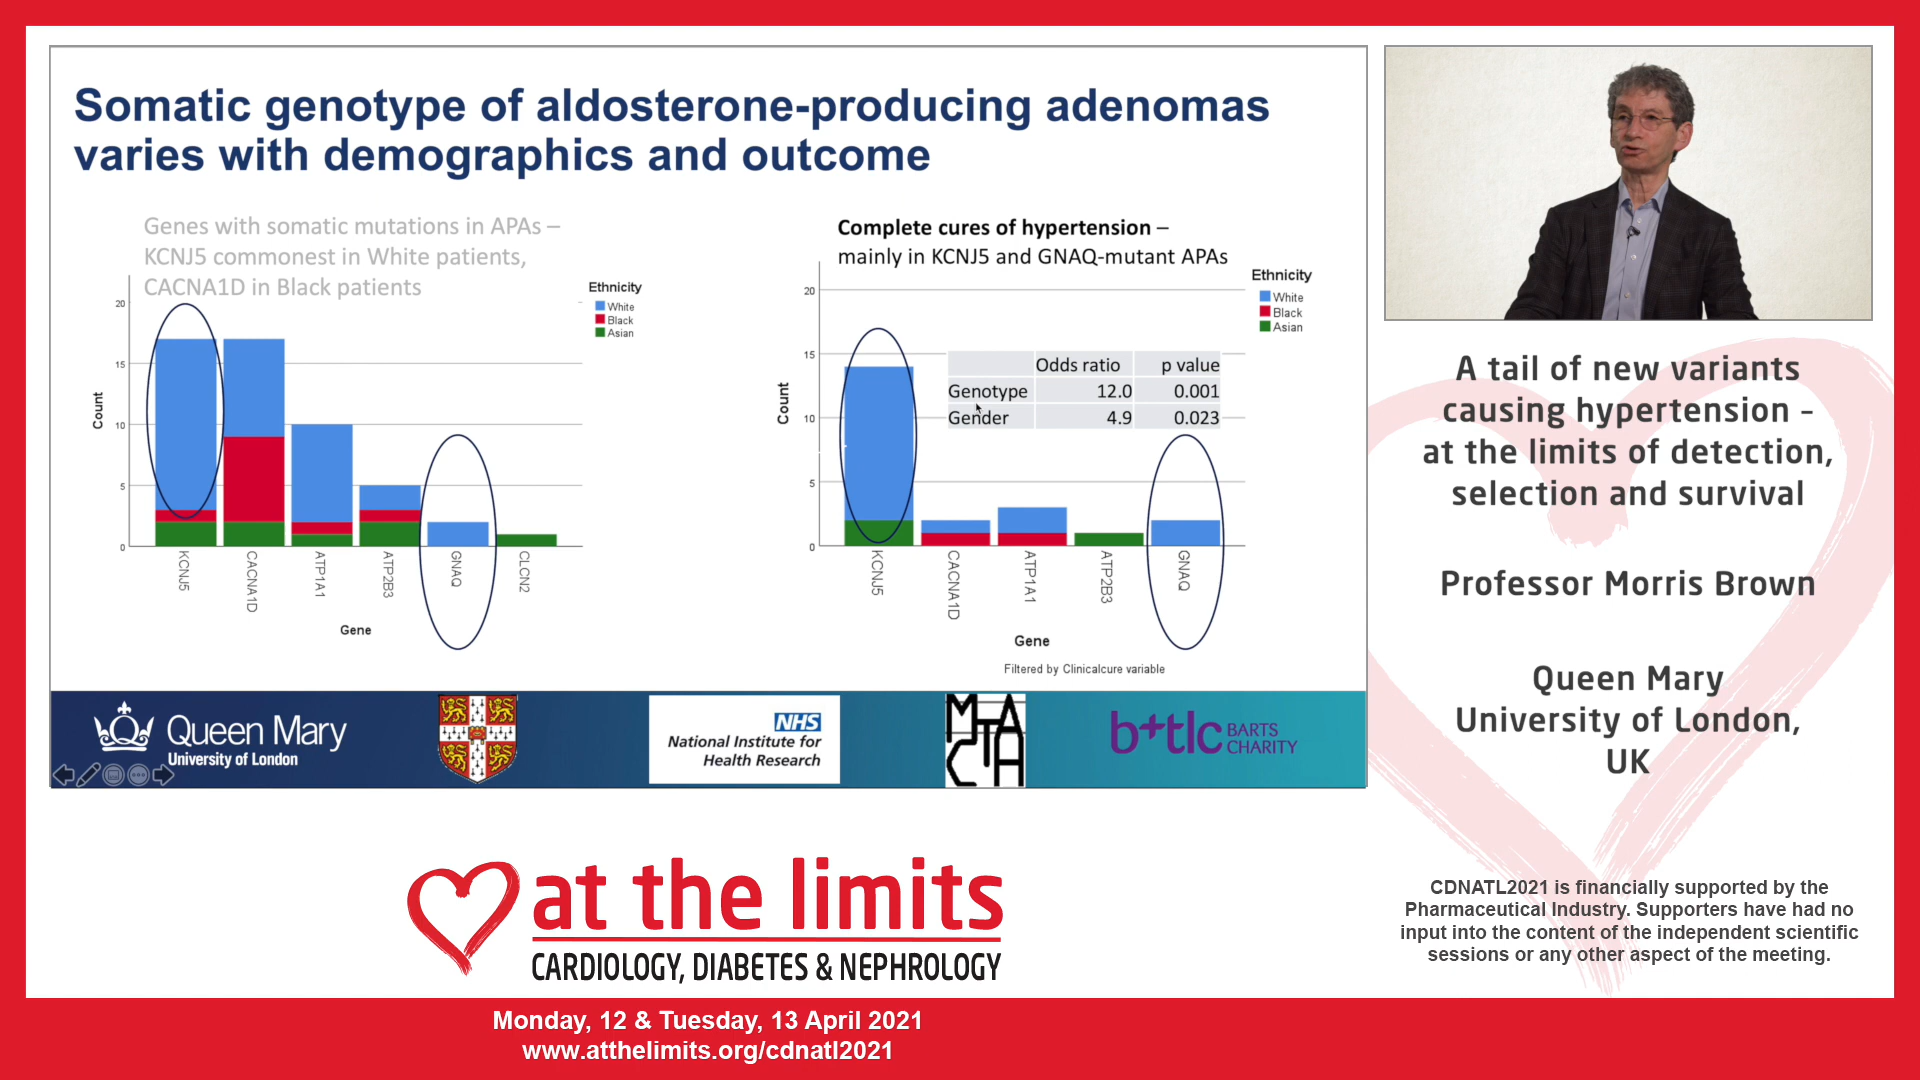 Somatic genotype of aldosterone-producing adenomas
varies with demographics and outcome
Genes with somatic mutations in APAs –
KCNJ5 commonest in White patients,
CACNA1D in Black patients
Ethnicity
White
Black
Asian
20
15
10
5
0
Count
KCNJ5
CACNA1D
ATP1A1
ATP2B3
GNAQ
CLCN2
Gene
Complete cures of hypertension –
mainly in KCNJ5 and GNAQ-mutant APAs
Ethnicity
White
Black
Asian
20
15
10
5
0
Count
Odds ratio p value
Genotype 12.0 0.001
Gender 4.9 0.023
KCNJ5
CACNA1D
ATP1A1
ATP2B3
GNAQ
Gene
Filtered by Clinicalcure variable
Queen Mary
University of London
NHS
National Institute for
Health Research
b+tlc BARTS
CHARITY
A tail of new variants
causing hypertension –
at the limits of detection,
selection and survival
Professor Morris Brown
Queen Mary
University of London,
UK
CDNATL2021 is financially supported by the
Pharmaceutical Industry. Supporters have had no
input into the content of the independent scientific
sessions or any other aspect of the meeting.
at the limits
CARDIOLOGY, DIABETES & NEPHROLOGY
Monday, 12 & Tuesday, 13 April 2021
www.atthelimits.org/cdnatl2021